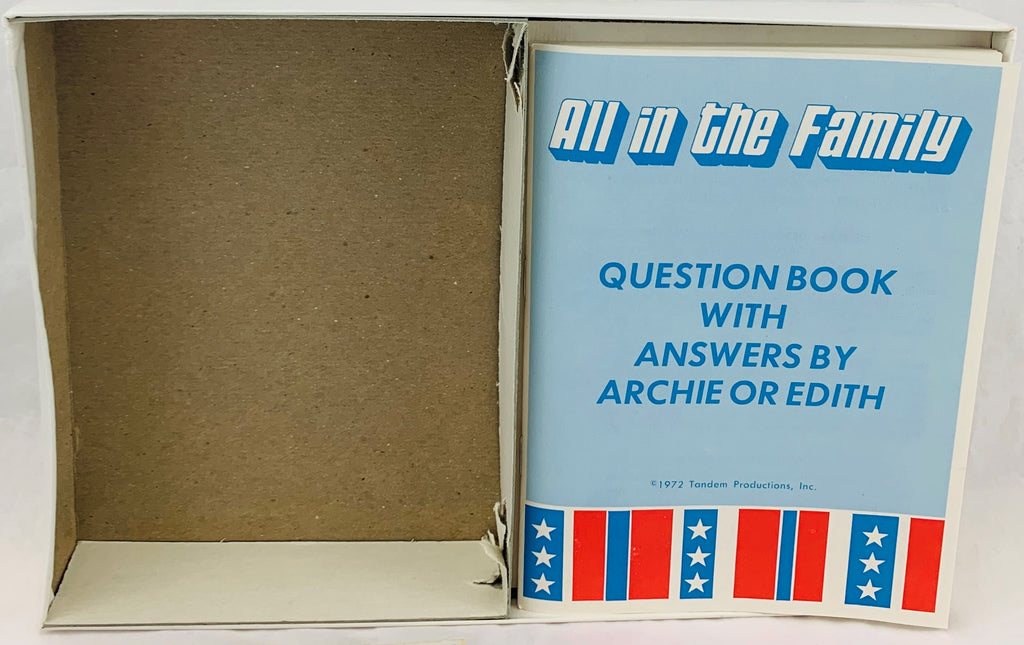 All in the Family
QUESTION BOOK
WITH
ANSWERS BY
ARCHIE OR EDITH
©1972 Tandem Productions, Inc.